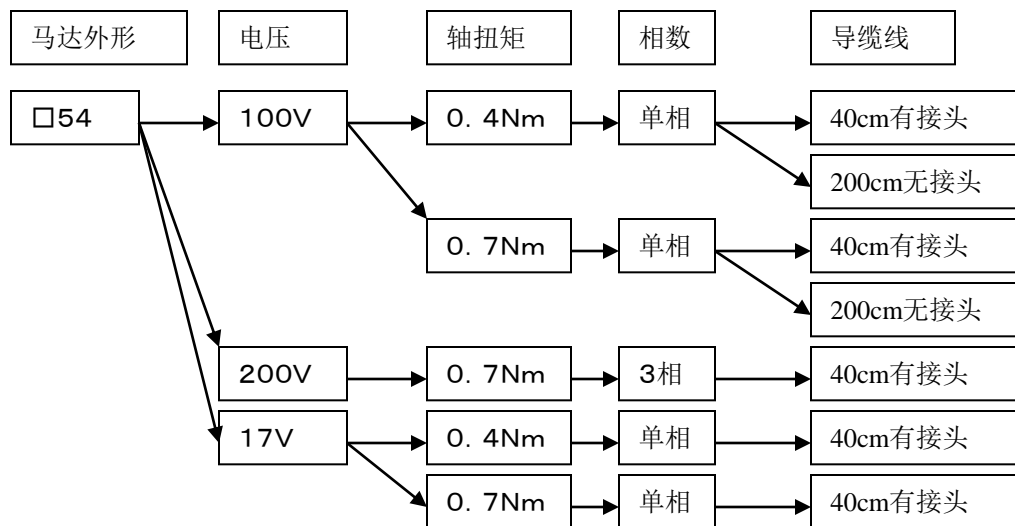 马达外形 电压 轴扭矩 相数 导缆线
□54 100V 0. 4Nm 单相 40cm有接头
200cm无接头
0. 7Nm 单相 40cm有接头
200cm无接头
200V 0. 7Nm 3相 40cm有接头
17V 0. 4Nm 单相 40cm有接头
0. 7Nm 单相 40cm有接头